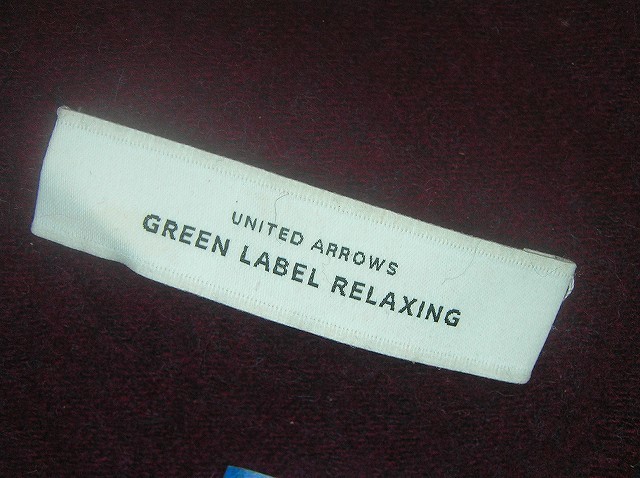 UNITED ARROWS
GREEN LABEL RELAXING